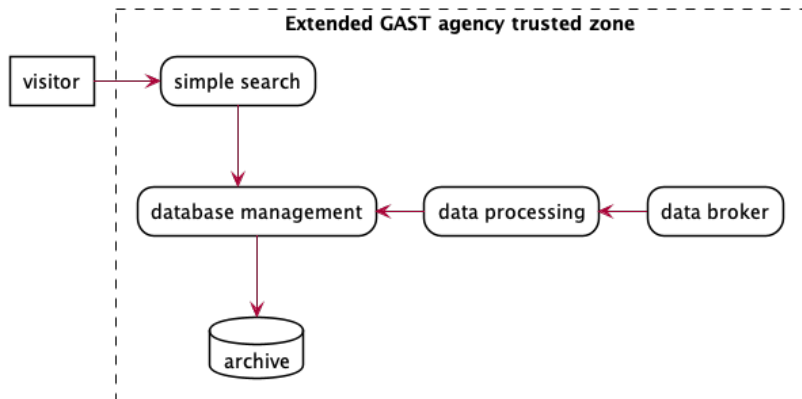 Extended GAST agency trusted zone
visitor
simple search
database management
data processing
data broker
archive